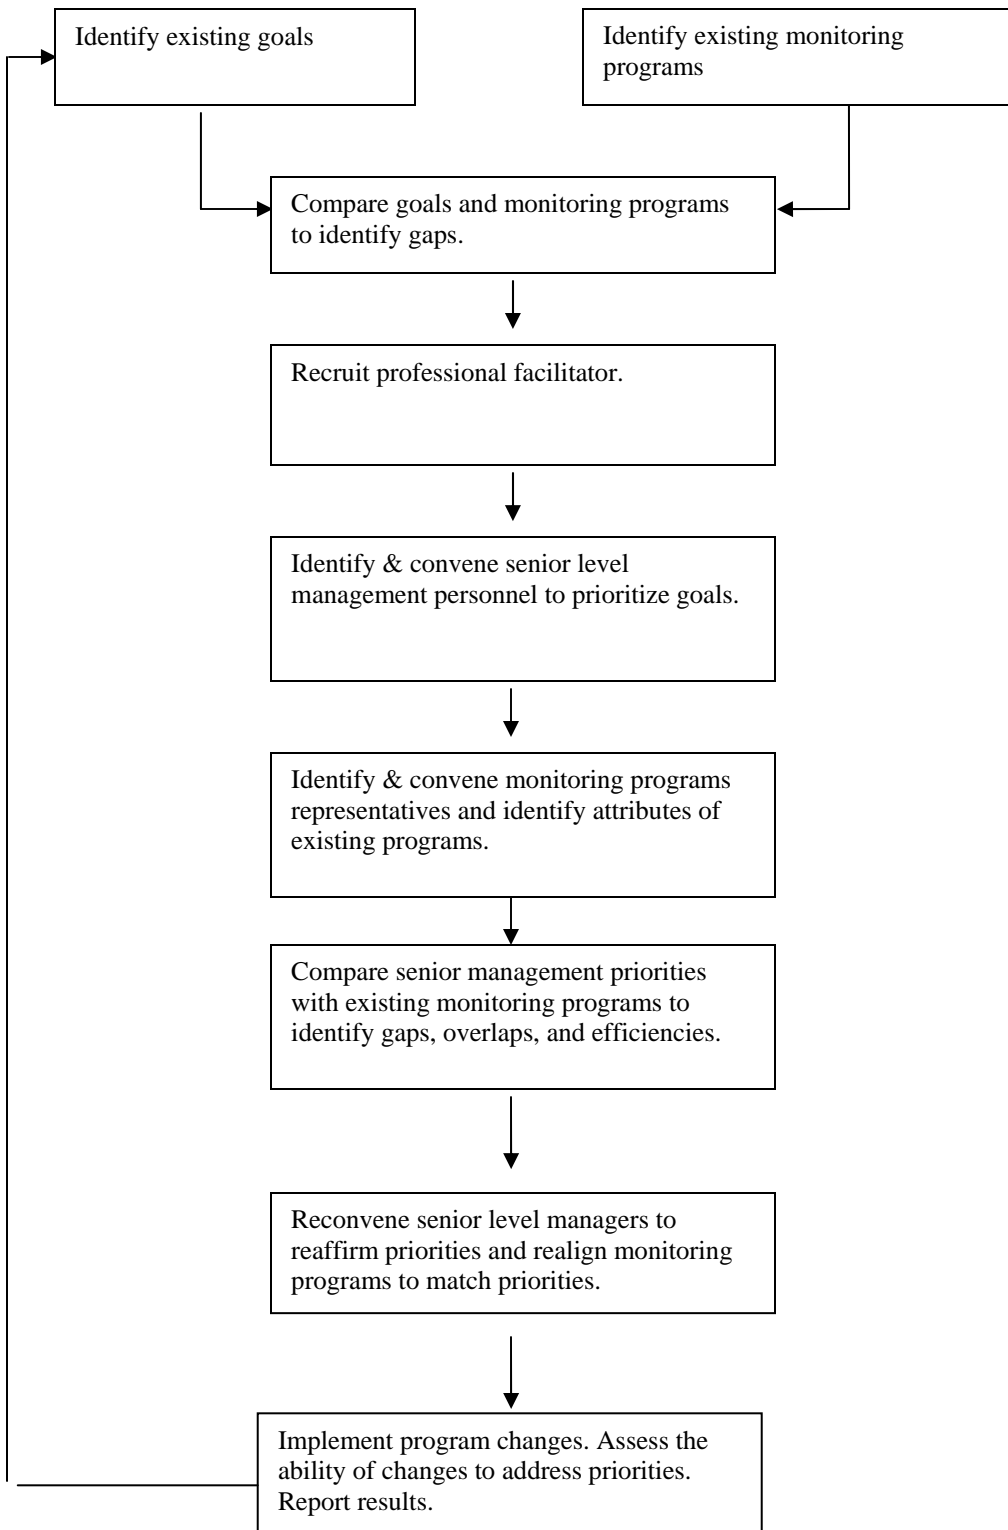 Identify existing goals
Identify existing monitoring
programs
Compare goals and monitoring programs
to identify gaps.
Recruit professional facilitator.
Identify & convene senior level
management personnel to prioritize goals.
Identify & convene monitoring programs
representatives and identify attributes of
existing programs.
Compare senior management priorities
with existing monitoring programs to
identify gaps, overlaps, and efficiencies.
Reconvene senior level managers to
reaffirm priorities and realign monitoring
programs to match priorities.
Implement program changes. Assess the
ability of changes to address priorities.
Report results.